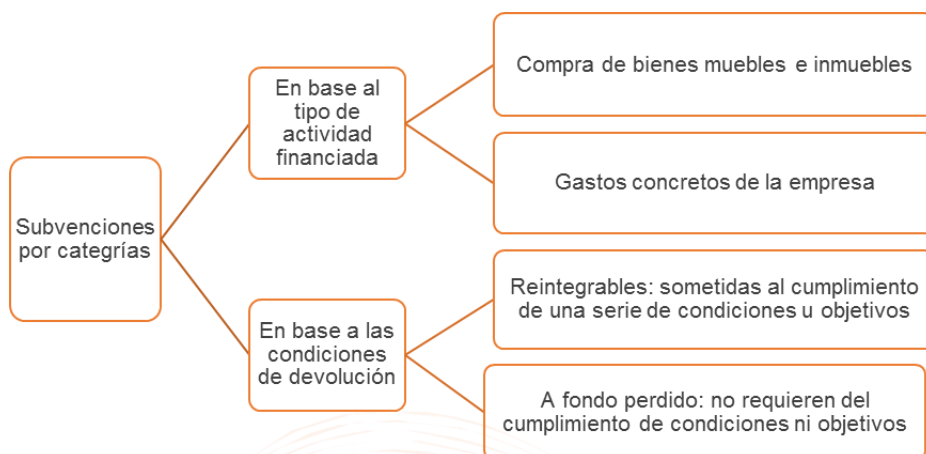 Subvenciones
por categrías
En base al
tipo de
actividad
financiada
Compra de bienes muebles e inmuebles
Gastos concretos de la empresa
En base a las
condiciones
de devolución
Reintegrables: sometidas al cumplimiento
de una serie de condiciones u objetivos
A fondo perdido: no requieren del
cumplimiento de condiciones ni objetivos